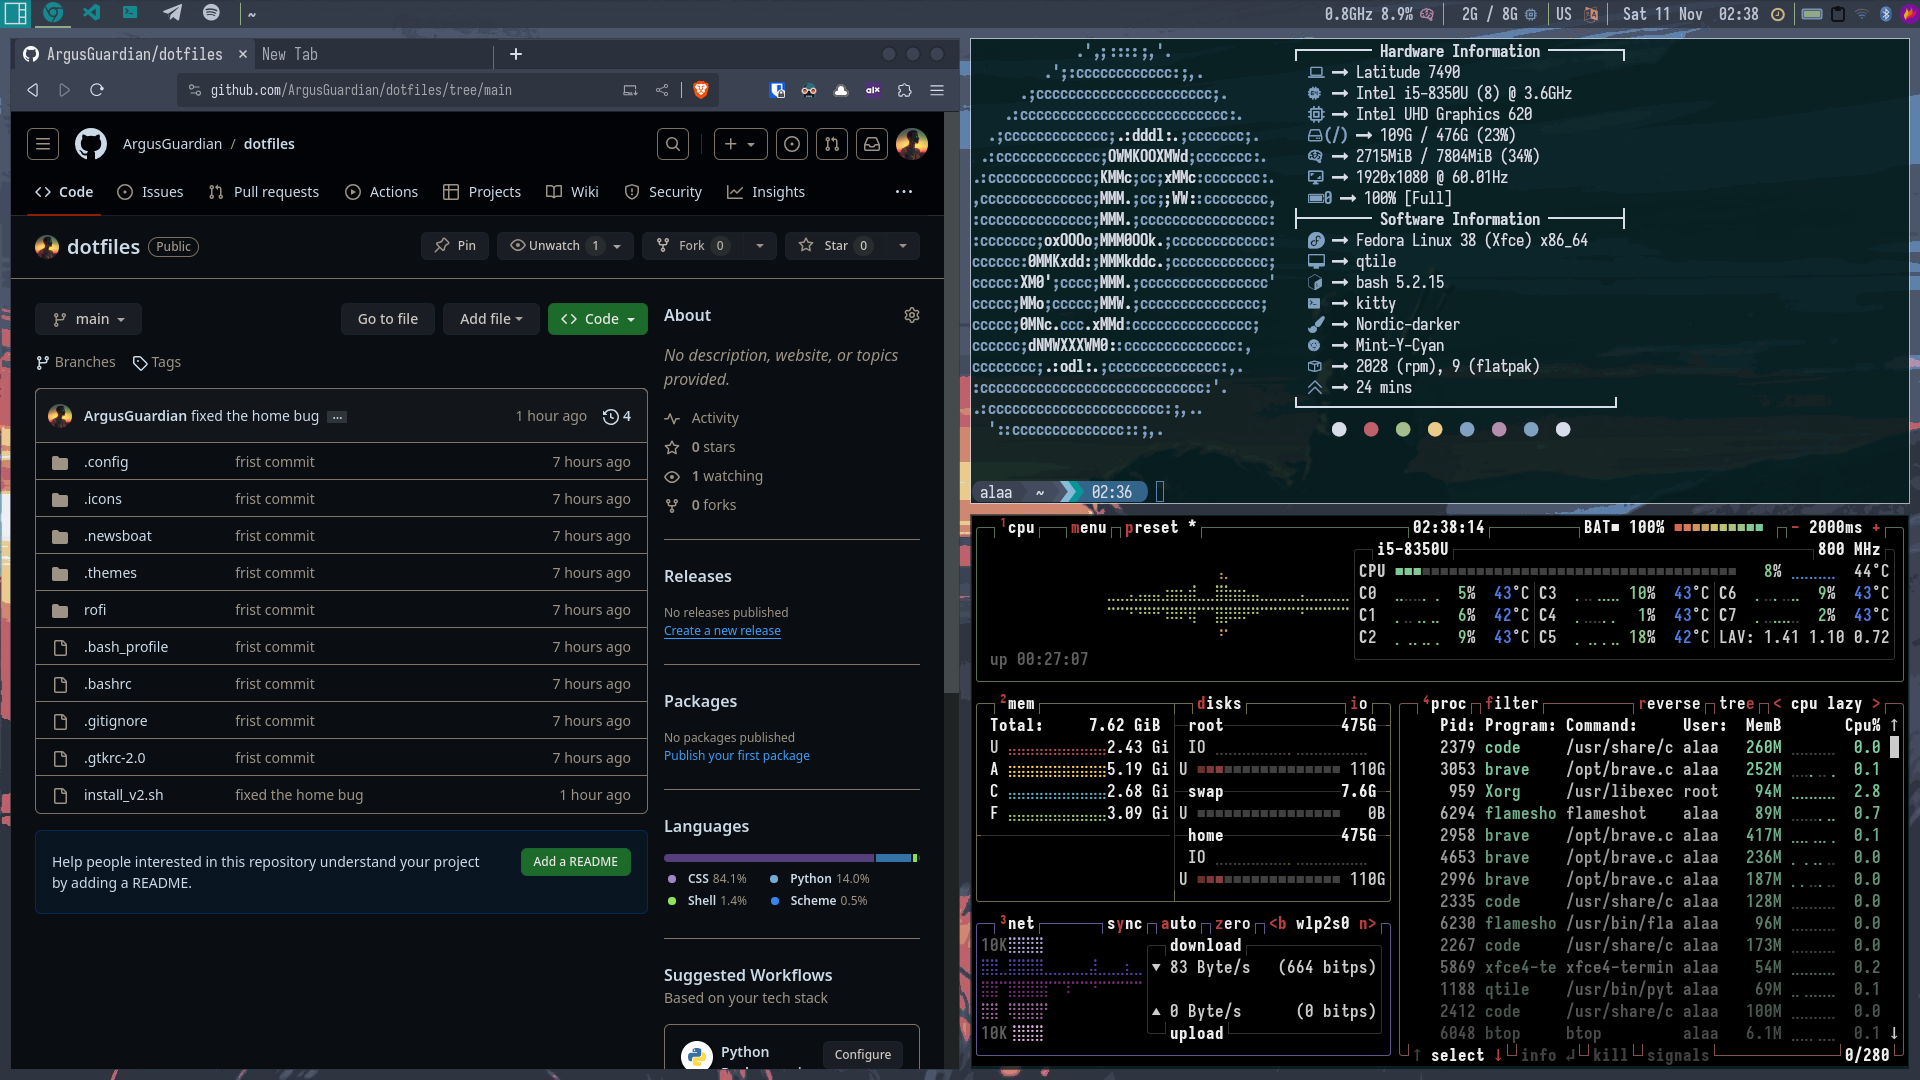 ~
0.8GHz 8.9%
2G / 8G
US
Sat 11 Nov 02:38
ArgusGuardian/dotfiles ×
New Tab
+
github.com/ArgusGuardian/dotfiles/tree/main
ArgusGuardian / dotfiles
Code
Issues
Pull requests
Actions
Projects
Wiki
Security
Insights
dotfiles Public
Pin
Unwatch 1
Fork 0
Star 0
main
Go to file
Add file
Code
Branches
Tags
ArgusGuardian fixed the home bug ... 1 hour ago 4
.config frist commit 7 hours ago
.icons frist commit 7 hours ago
.newsboat frist commit 7 hours ago
.themes frist commit 7 hours ago
rofi frist commit 7 hours ago
.bash_profile frist commit 7 hours ago
.bashrc frist commit 7 hours ago
.gitignore frist commit 7 hours ago
.gtkrc-2.0 frist commit 7 hours ago
install_v2.sh fixed the home bug 1 hour ago
Help people interested in this repository understand your project
by adding a README.
Add a README
About
No description, website, or topics
provided.
Activity
0 stars
1 watching
0 forks
Releases
No releases published
Create a new release
Packages
No packages published
Publish your first package
Languages
CSS 84.1% Python 14.0%
Shell 1.4% Scheme 0.5%
Suggested Workflows
Based on your tech stack
Python
Configure
Hardware Information
Latitude 7490
Intel i5-8350U (8) @ 3.6GHz
Intel UHD Graphics 620
(/) 109G / 476G (23%)
2715MiB / 7804MiB (34%)
1920x1080 @ 60.01Hz
0 100% [Full]
Software Information
Fedora Linux 38 (Xfce) x86_64
qtile
bash 5.2.15
kitty
Nordic-darker
Mint-Y-Cyan
2028 (rpm), 9 (flatpak)
24 mins
alaa ~ 02:36
1cpu menu preset * 02:38:14 BAT■ 100% - 2000ms +
i5-8350U 800 MHz
CPU 8% 44°C
C0 5% 43°C C3 10% 43°C C6 9% 43°C
C1 6% 42°C C4 1% 43°C C7 2% 43°C
C2 9% 43°C C5 18% 42°C LAV: 1.41 1.10 0.72
up 00:27:07
2mem
Total: 7.62 GiB
U 2.43 Gi
A 5.19 Gi
C 2.68 Gi
F 3.09 Gi
disks io
root 475G
IO
U 110G
swap 7.6G
U 0B
home 475G
IO
U 110G
3net sync auto zero <b wlp2s0 n>
10K
download
▼ 83 Byte/s (664 bitps)
▲ 0 Byte/s (0 bitps)
upload
10K
4proc filter reverse tree < cpu lazy >
Pid: Program: Command: User: MemB Cpu% ↑
2379 code /usr/share/c alaa 260M 0.0
3053 brave /opt/brave.c alaa 252M 0.1
959 Xorg /usr/libexec root 94M 2.8
6294 flamesho flameshot alaa 89M 0.7
2958 brave /opt/brave.c alaa 417M 0.1
4653 brave /opt/brave.c alaa 236M 0.0
2996 brave /opt/brave.c alaa 187M 0.0
2335 code /usr/share/c alaa 128M 0.0
6230 flamesho /usr/bin/fla alaa 96M 0.0
2267 code /usr/share/c alaa 173M 0.0
5869 xfce4-te xfce4-termin alaa 54M 0.2
1188 qtile /usr/bin/pyt alaa 69M 0.1
2412 code /usr/share/c alaa 100M 0.0
6048 btop btop alaa 6.1M 0.1 ↓
↑ select ↓ info ↲ kill signals 0/280